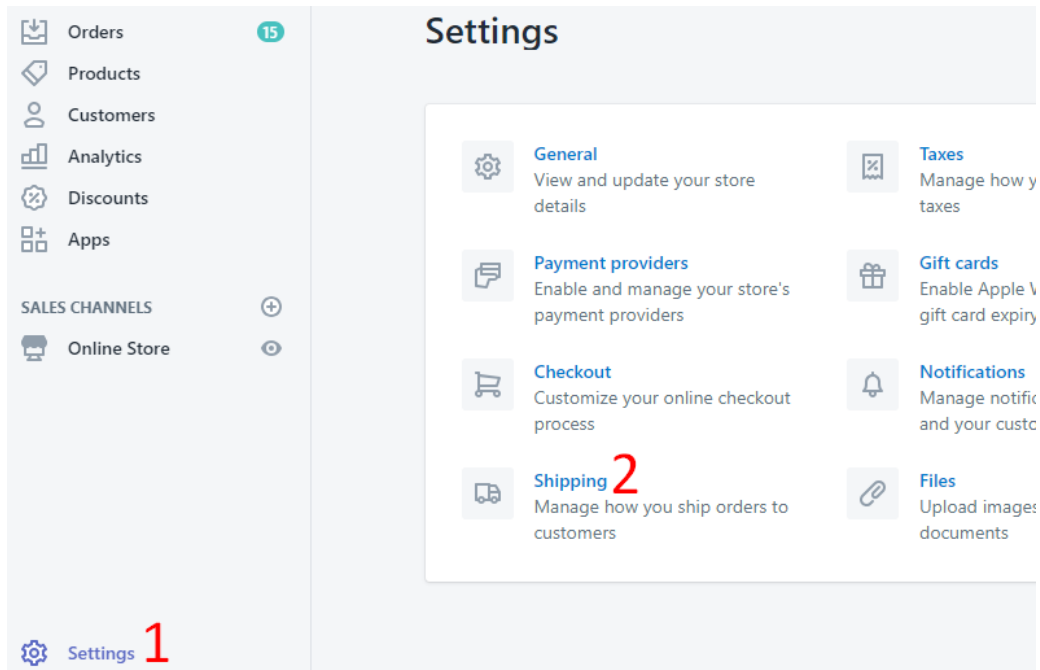 Orders 15
Products
Customers
Analytics
Discounts
Apps
SALES CHANNELS
Online Store
Settings 1
Settings
General
View and update your store
details
Payment providers
Enable and manage your store's
payment providers
Checkout
Customize your online checkout
process
Shipping 2
Manage how you ship orders to
customers
Taxes
Manage how
taxes
Gift cards
Enable Apple
gift card expiry
Notifications
Manage
and your
Files
Upload images
documents